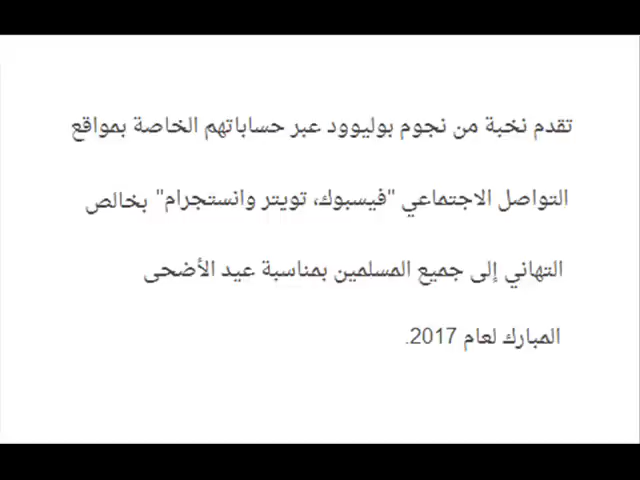 تقدم نخبة من نجوم بوليوود عبر حساباتهم الخاصة بمواقع
التواصل الاجتماعي "فيسبوك، تويتر وانستجرام" بخالص
التهاني إلى جميع المسلمين بمناسبة عيد الأضحى
المبارك لعام 2017.